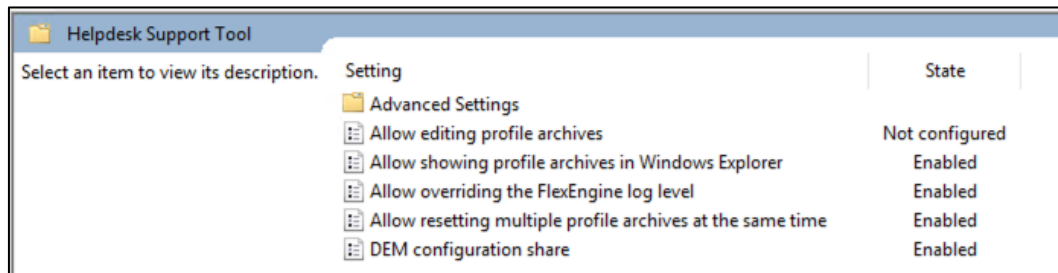 Helpdesk Support Tool
Select an item to view its description.
Setting State
Advanced Settings
Allow editing profile archives Not configured
Allow showing profile archives in Windows Explorer Enabled
Allow overriding the FlexEngine log level Enabled
Allow resetting multiple profile archives at the same time Enabled
DEM configuration share Enabled